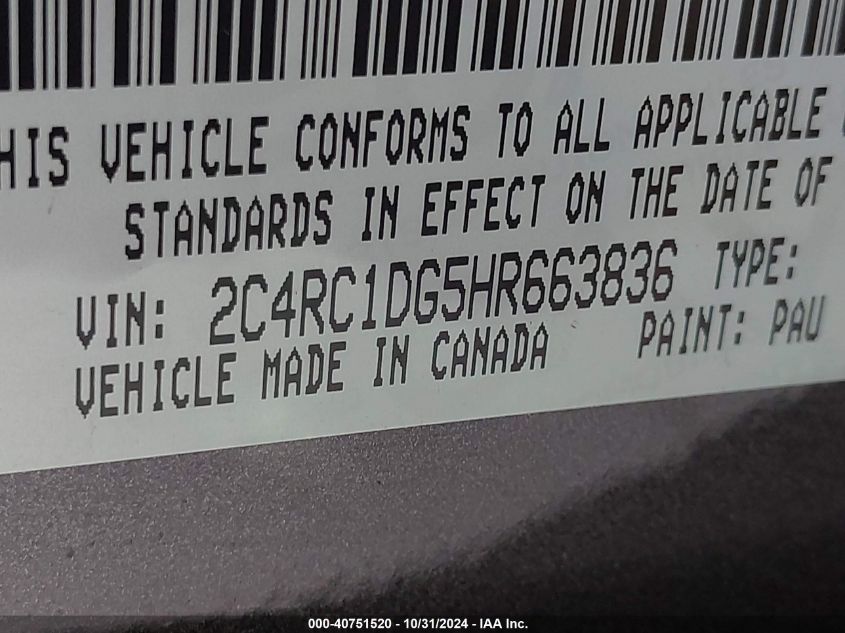 HIS VEHICLE CONFORMS TO ALL APPLICABLE
STANDARDS IN EFFECT ON THE DATE OF
VIN: 2C4RC1DG5HR663836 TYPE:
VEHICLE MADE IN CANADA PAINT: PAU
000-40751520 / 10/31/2024 - IAA Inc.